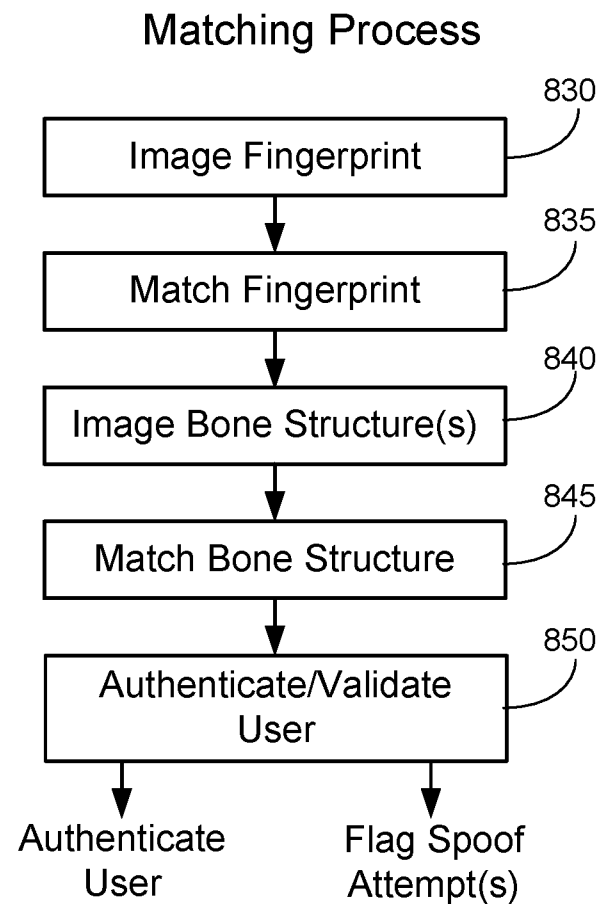 Matching Process
830
Image Fingerprint
835
Match Fingerprint
840
Image Bone Structure(s)
845
Match Bone Structure
850
Authenticate/Validate
User
Authenticate
User
Flag Spoof
Attempt(s)